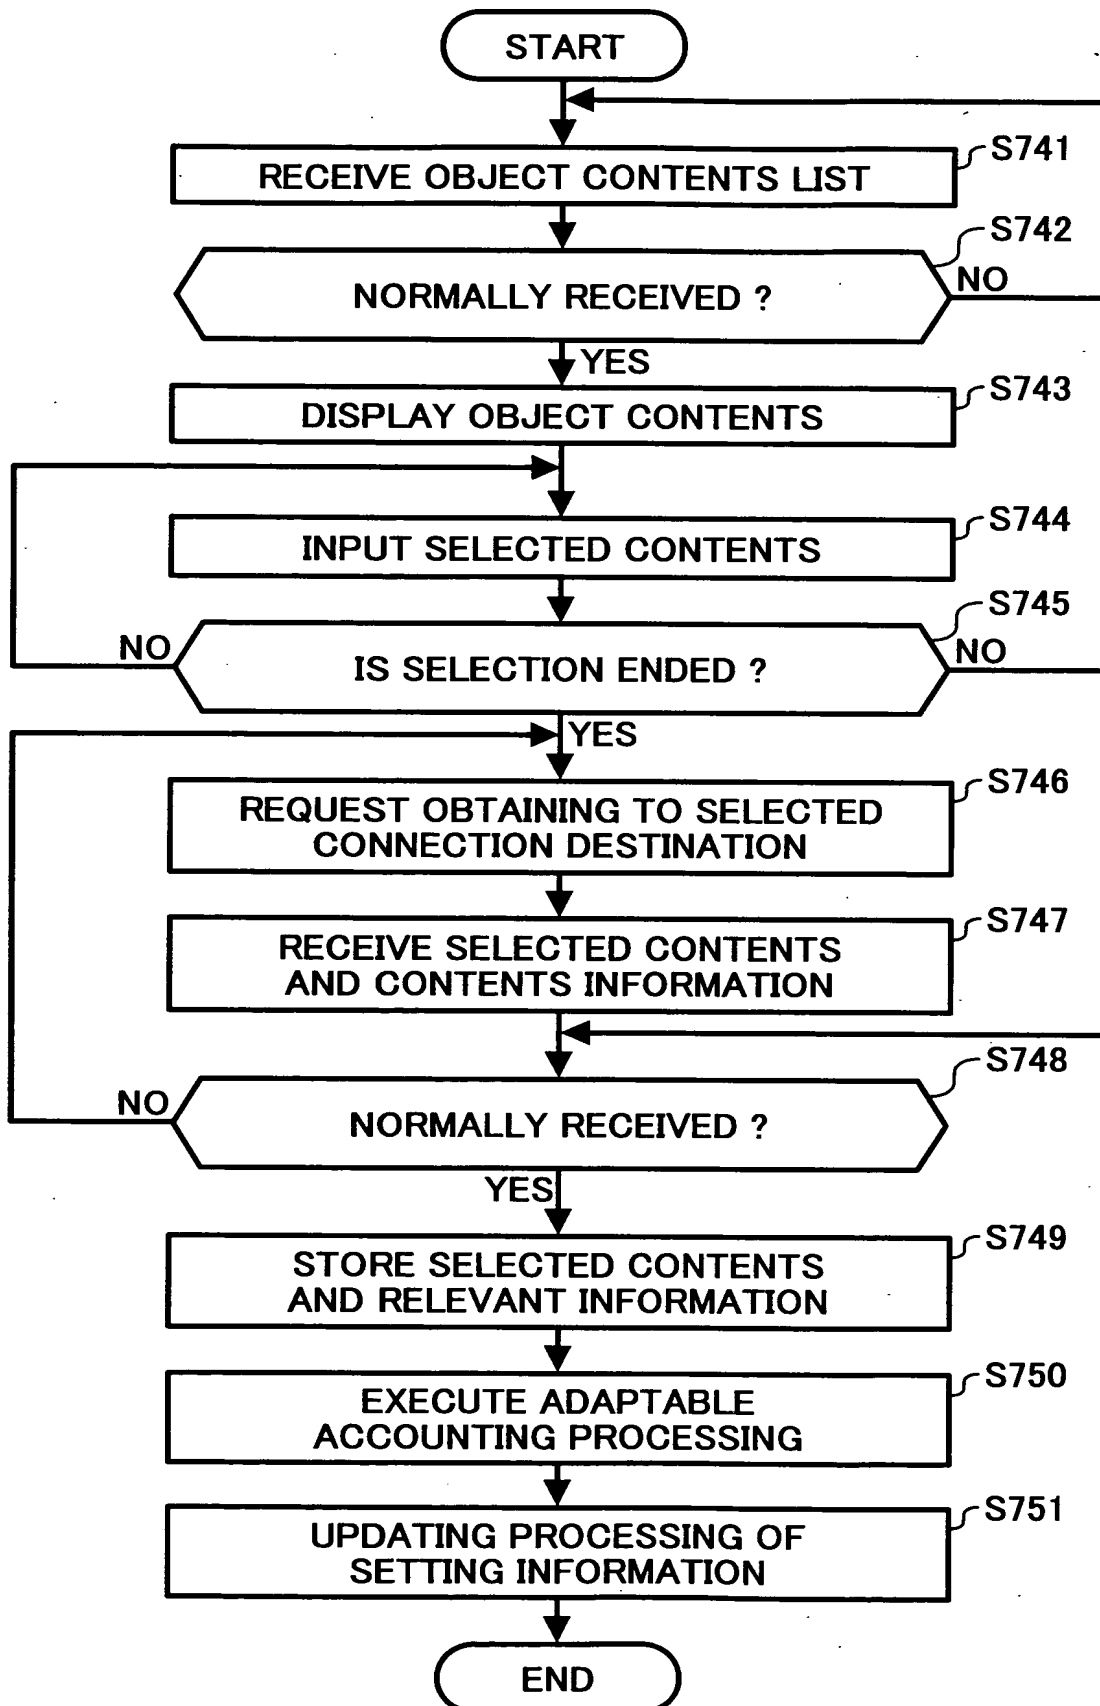 START
S741
RECEIVE OBJECT CONTENTS LIST
S742
NORMALLY RECEIVED ?
NO
YES
S743
DISPLAY OBJECT CONTENTS
S744
INPUT SELECTED CONTENTS
S745
NO
IS SELECTION ENDED ?
NO
YES
S746
REQUEST OBTAINING TO SELECTED
CONNECTION DESTINATION
S747
RECEIVE SELECTED CONTENTS
AND CONTENTS INFORMATION
S748
NO
NORMALLY RECEIVED ?
YES
S749
STORE SELECTED CONTENTS
AND RELEVANT INFORMATION
S750
EXECUTE ADAPTABLE
ACCOUNTING PROCESSING
S751
UPDATING PROCESSING OF
SETTING INFORMATION
END